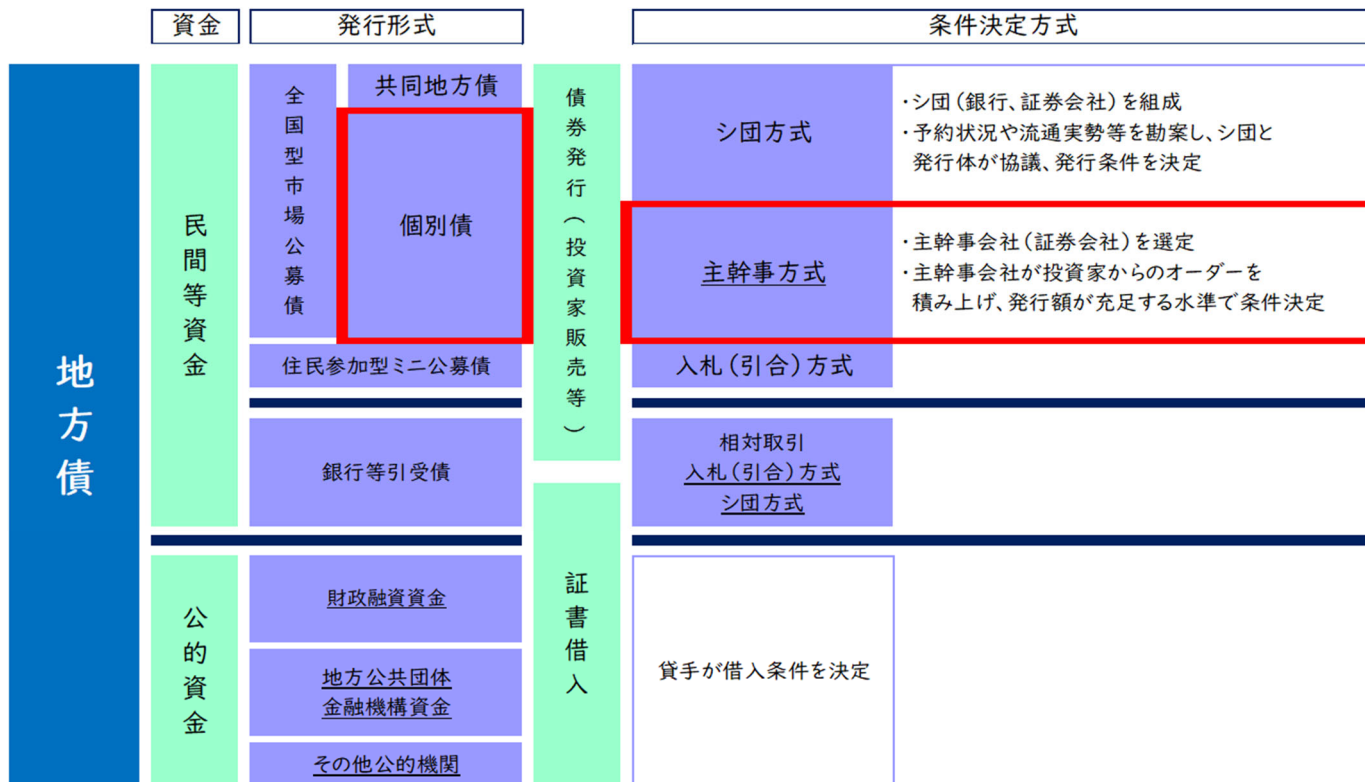 資金
発行形式
条件決定方式
地方債
民間等資金
全国型市場公募債
共同地方債
個別債
住民参加型ミニ公募債
債券発行(投資家販売等)
シ団方式
・シ団(銀行、証券会社)を組成
・予約状況や流通実勢等を勘案し、シ団と
発行体が協議、発行条件を決定
主幹事方式
・主幹事会社(証券会社)を選定
・主幹事会社が投資家からのオーダーを
積み上げ、発行額が充足する水準で条件決定
入札(引合)方式
銀行等引受債
相対取引
入札(引合)方式
シ団方式
公的資金
財政融資資金
地方公共団体
金融機構資金
その他公的機関
証書借入
貸手が借入条件を決定